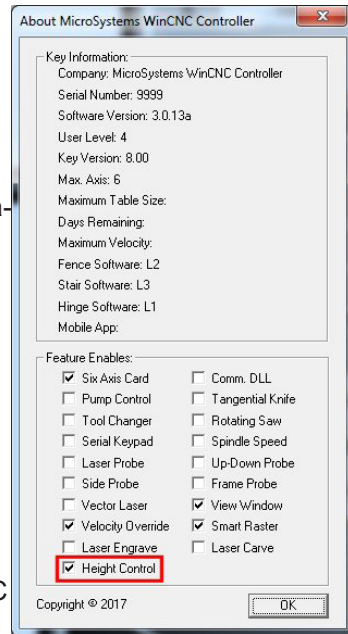 About MicroSystems WinCNC Controller
Key Information:
Company: MicroSystems WinCNC Controller
Serial Number: 9999
Software Version: 3.0.13a
User Level: 4
Key Version: 8.00
Max. Axis: 6
Maximum Table Size:
Days Remaining:
Maximum Velocity:
Fence Software: L2
Stair Software: L3
Hinge Software: L1
Mobile App:
Feature Enables:
Six Axis Card Comm. DLL
Pump Control Tangential Knife
Tool Changer Rotating Saw
Serial Keypad Spindle Speed
Laser Probe Up-Down Probe
Side Probe Frame Probe
Vector Laser View Window
Velocity Override Smart Raster
Laser Engrave Laser Carve
Height Control
Copyright © 2017 OK